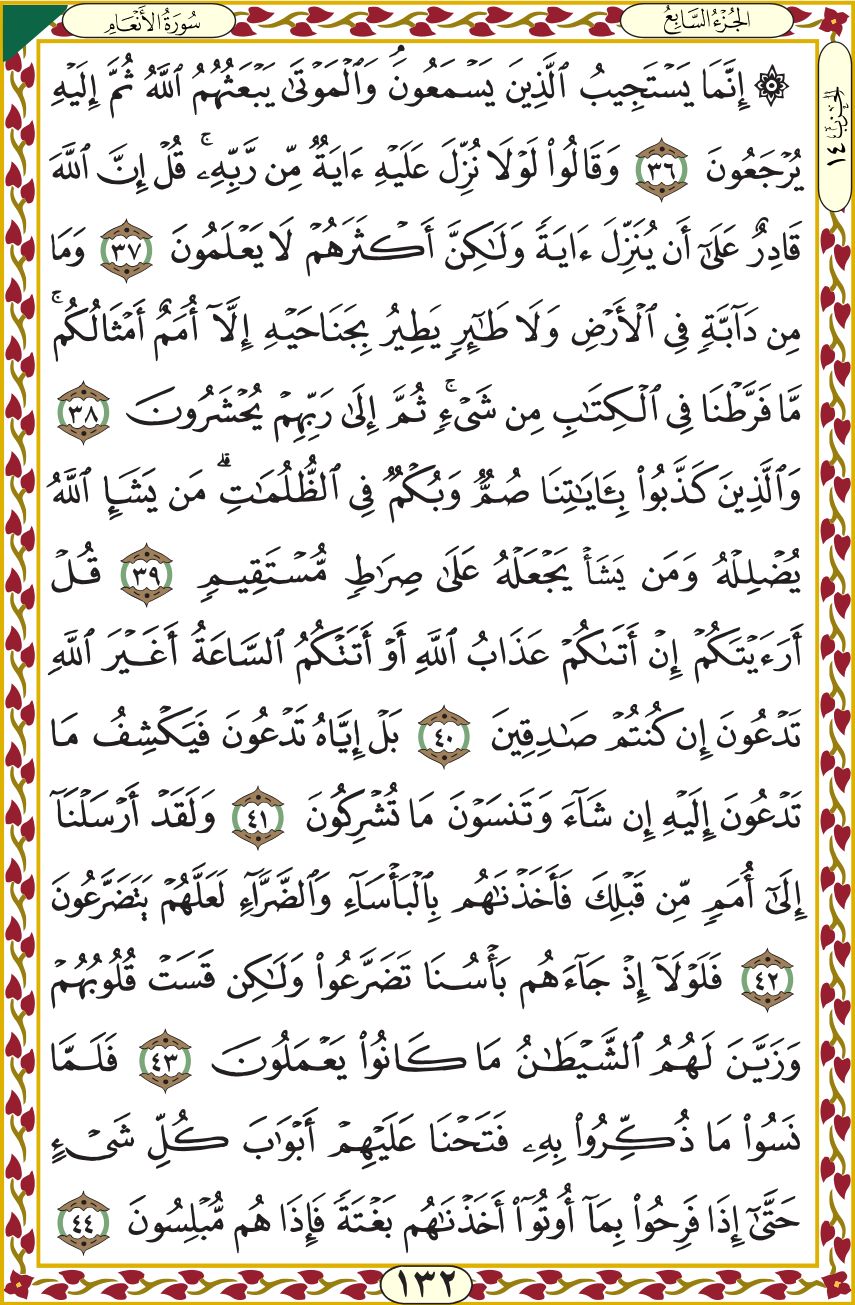 الجُزْءُ السَّابِعُ
سُورَةُ الأَنْعَامِ
الحِزْبُ ١٤
۞ إِنَّمَا يَسْتَجِيبُ ٱلَّذِينَ يَسْمَعُونَۘ وَٱلْمَوْتَىٰ يَبْعَثُهُمُ ٱللَّهُ ثُمَّ إِلَيْهِ
يُرْجَعُونَ ٣٦ وَقَالُوا۟ لَوْلَا نُزِّلَ عَلَيْهِ ءَايَةٌ مِّن رَّبِّهِۦۚ قُلْ إِنَّ ٱللَّهَ
قَادِرٌ عَلَىٰٓ أَن يُنَزِّلَ ءَايَةً وَلَـٰكِنَّ أَكْثَرَهُمْ لَا يَعْلَمُونَ ٣٧ وَمَا
مِن دَآبَّةٍ فِى ٱلْأَرْضِ وَلَا طَـٰٓئِرٍ يَطِيرُ بِجَنَاحَيْهِ إِلَّآ أُمَمٌ أَمْثَالُكُمۚ
مَّا فَرَّطْنَا فِى ٱلْكِتَـٰبِ مِن شَىْءٍۚ ثُمَّ إِلَىٰ رَبِّهِمْ يُحْشَرُونَ ٣٨
وَٱلَّذِينَ كَذَّبُوا۟ بِـَٔايَـٰتِنَا صُمٌّ وَبُكْمٌ فِى ٱلظُّلُمَـٰتِۗ مَن يَشَإِ ٱللَّهُ
يُضْلِلْهُ وَمَن يَشَأْ يَجْعَلْهُ عَلَىٰ صِرَٰطٍ مُّسْتَقِيمٍ ٣٩ قُلْ
أَرَءَيْتَكُمْ إِنْ أَتَىٰكُمْ عَذَابُ ٱللَّهِ أَوْ أَتَتْكُمُ ٱلسَّاعَةُ أَغَيْرَ ٱللَّهِ
تَدْعُونَ إِن كُنتُمْ صَـٰدِقِينَ ٤٠ بَلْ إِيَّاهُ تَدْعُونَ فَيَكْشِفُ مَا
تَدْعُونَ إِلَيْهِ إِن شَآءَ وَتَنسَوْنَ مَا تُشْرِكُونَ ٤١ وَلَقَدْ أَرْسَلْنَآ
إِلَىٰٓ أُمَمٍ مِّن قَبْلِكَ فَأَخَذْنَـٰهُم بِٱلْبَأْسَآءِ وَٱلضَّرَّآءِ لَعَلَّهُمْ يَتَضَرَّعُونَ
٤٢ فَلَوْلَآ إِذْ جَآءَهُم بَأْسُنَا تَضَرَّعُوا۟ وَلَـٰكِن قَسَتْ قُلُوبُهُمْ
وَزَيَّنَ لَهُمُ ٱلشَّيْطَـٰنُ مَا كَانُوا۟ يَعْمَلُونَ ٤٣ فَلَمَّا
نَسُوا۟ مَا ذُكِّرُوا۟ بِهِۦ فَتَحْنَا عَلَيْهِمْ أَبْوَٰبَ كُلِّ شَىْءٍ
حَتَّىٰٓ إِذَا فَرِحُوا۟ بِمَآ أُوتُوٓا۟ أَخَذْنَـٰهُم بَغْتَةً فَإِذَا هُم مُّبْلِسُونَ ٤٤
١٣٢